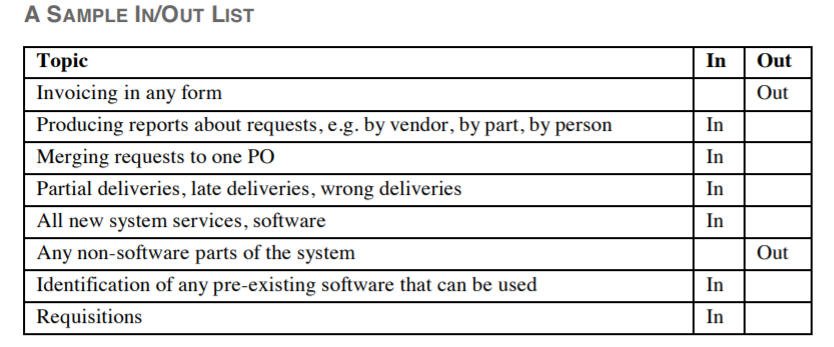 A SAMPLE IN/OUT LIST
Topic In Out
Invoicing in any form Out
Producing reports about requests, e.g. by vendor, by part, by person In
Merging requests to one PO In
Partial deliveries, late deliveries, wrong deliveries In
All new system services, software In
Any non-software parts of the system Out
Identification of any pre-existing software that can be used In
Requisitions In